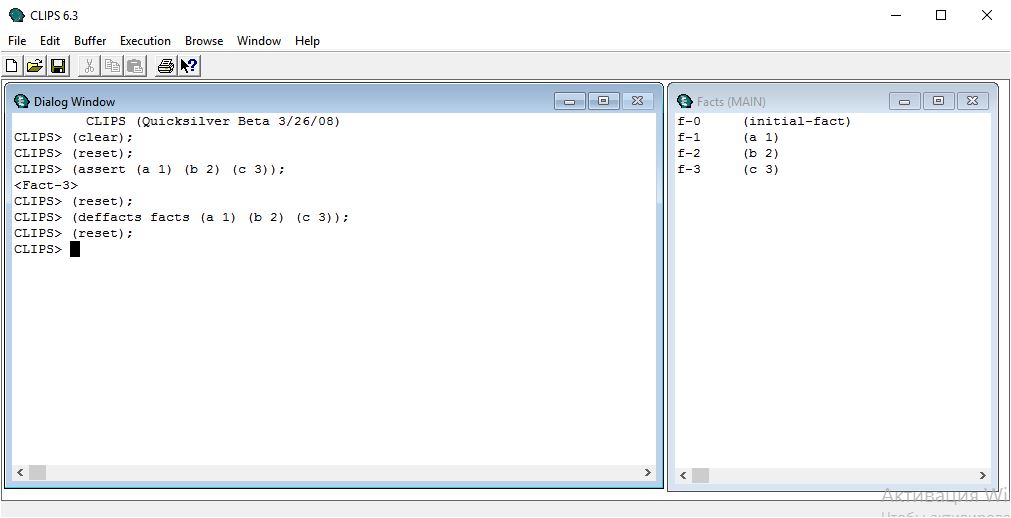 CLIPS 6.3
File Edit Buffer Execution Browse Window Help
Dialog Window
CLIPS (Quicksilver Beta 3/26/08)
CLIPS> (clear);
CLIPS> (reset);
CLIPS> (assert (a 1) (b 2) (c 3));
<Fact-3>
CLIPS> (reset);
CLIPS> (deffacts facts (a 1) (b 2) (c 3));
CLIPS> (reset);
CLIPS>
Facts (MAIN)
f-0 (initial-fact)
f-1 (a 1)
f-2 (b 2)
f-3 (c 3)
Активация Wi